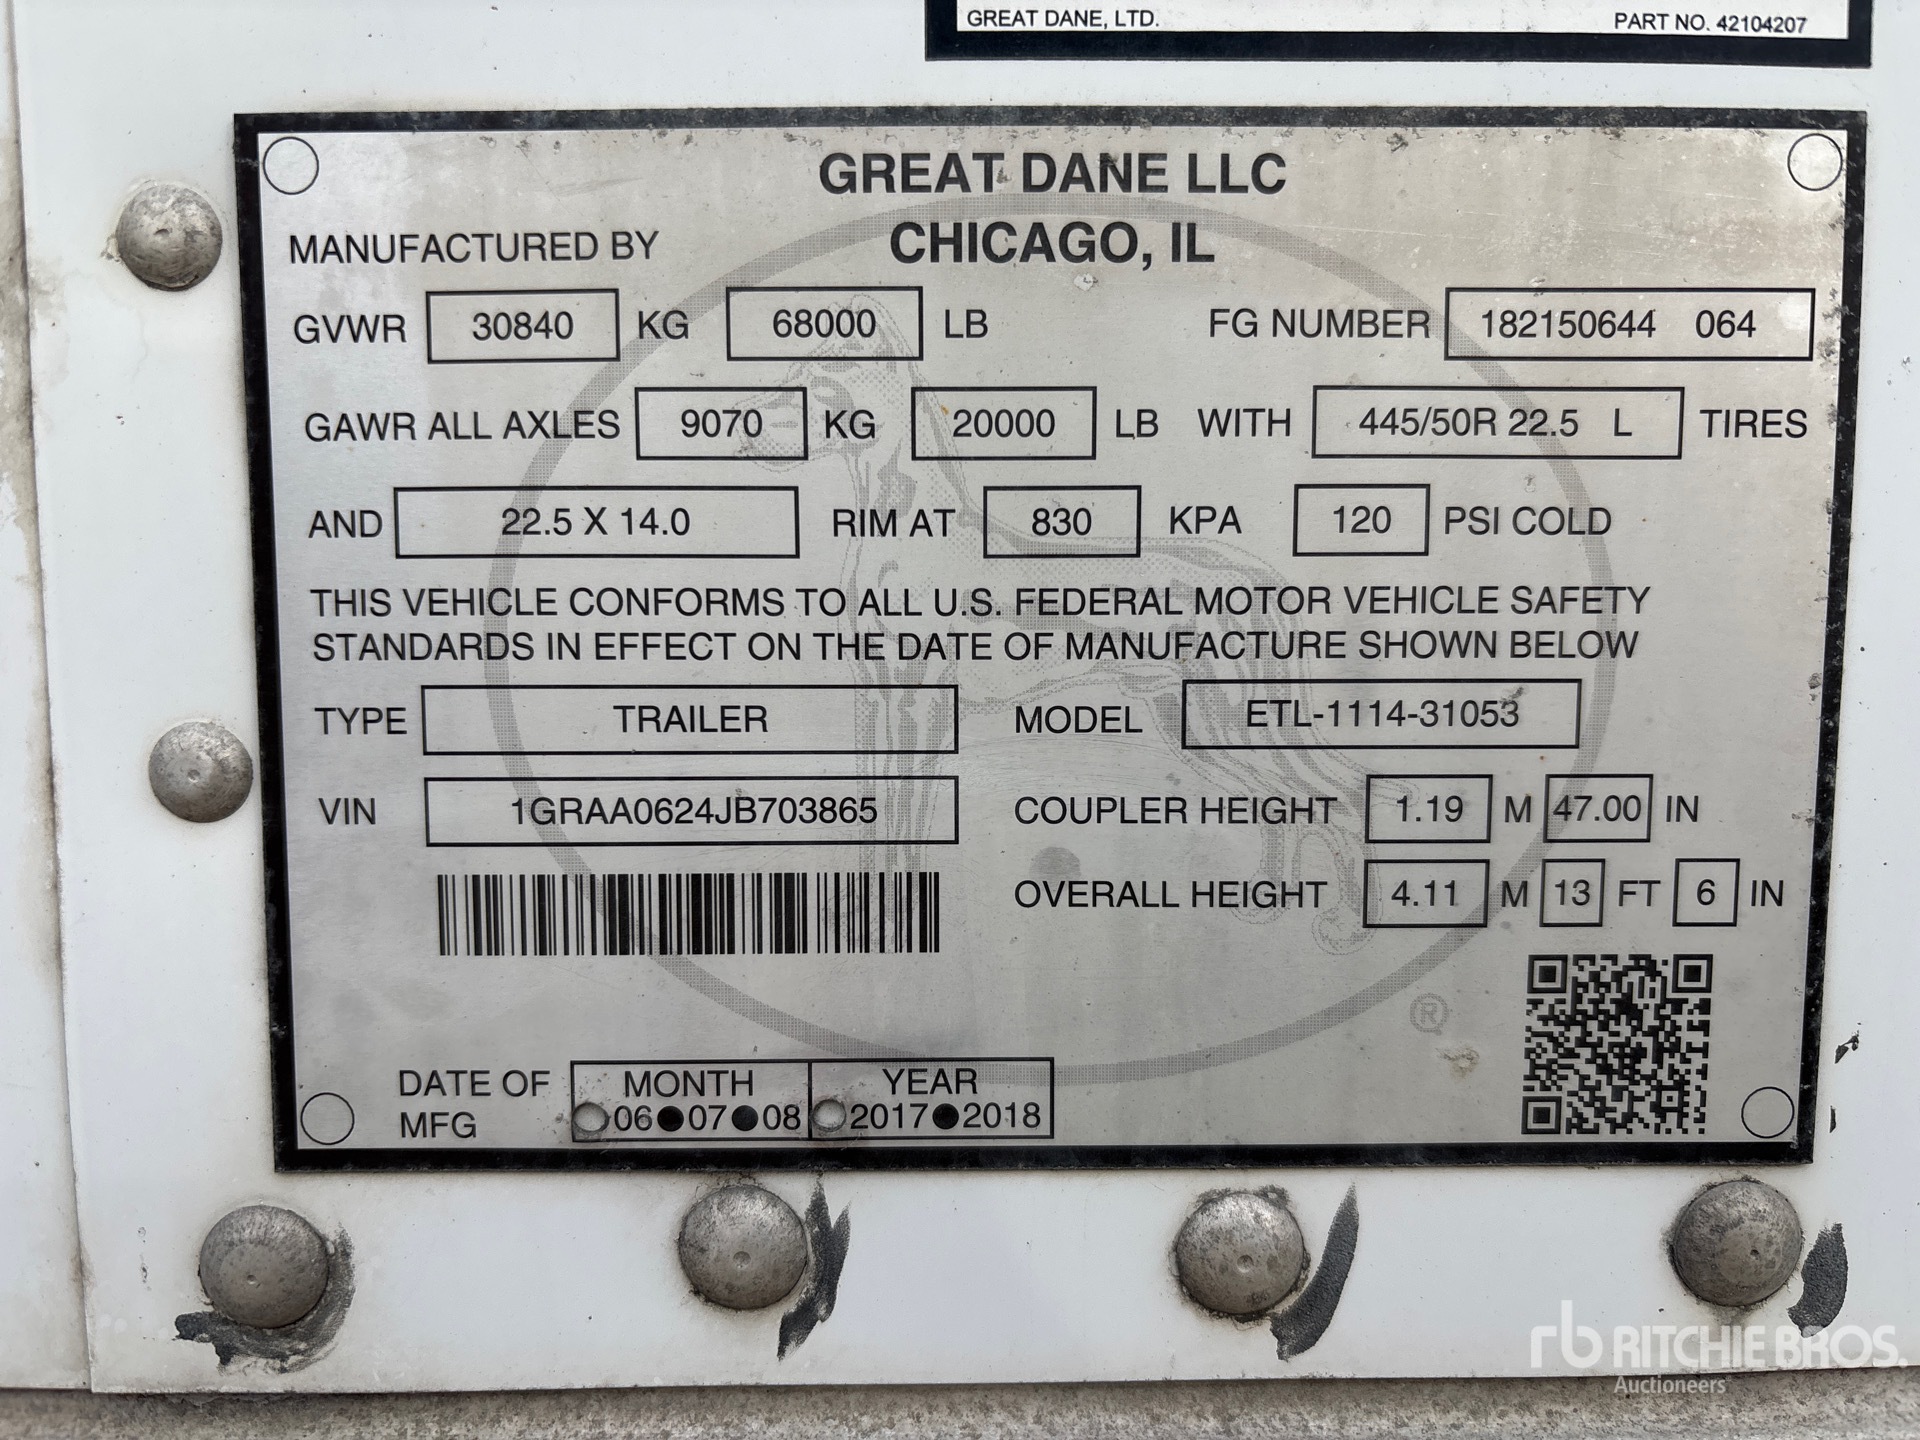 GREAT DANE, LTD. PART NO. 42104207
GREAT DANE LLC
MANUFACTURED BY CHICAGO, IL
GVWR 30840 KG 68000 LB FG NUMBER 182150644 064
GAWR ALL AXLES 9070 KG 20000 LB WITH 445/50R 22.5 L TIRES
AND 22.5 X 14.0 RIM AT 830 KPA 120 PSI COLD
THIS VEHICLE CONFORMS TO ALL U.S. FEDERAL MOTOR VEHICLE SAFETY
STANDARDS IN EFFECT ON THE DATE OF MANUFACTURE SHOWN BELOW
TYPE TRAILER MODEL ETL-1114-31053
VIN 1GRAA0624JB703865 COUPLER HEIGHT 1.19 M 47.00 IN
OVERALL HEIGHT 4.11 M 13 FT 6 IN
®
DATE OF MFG MONTH YEAR
06 07 08 2017 2018
rb RITCHIE BROS.
Auctioneers